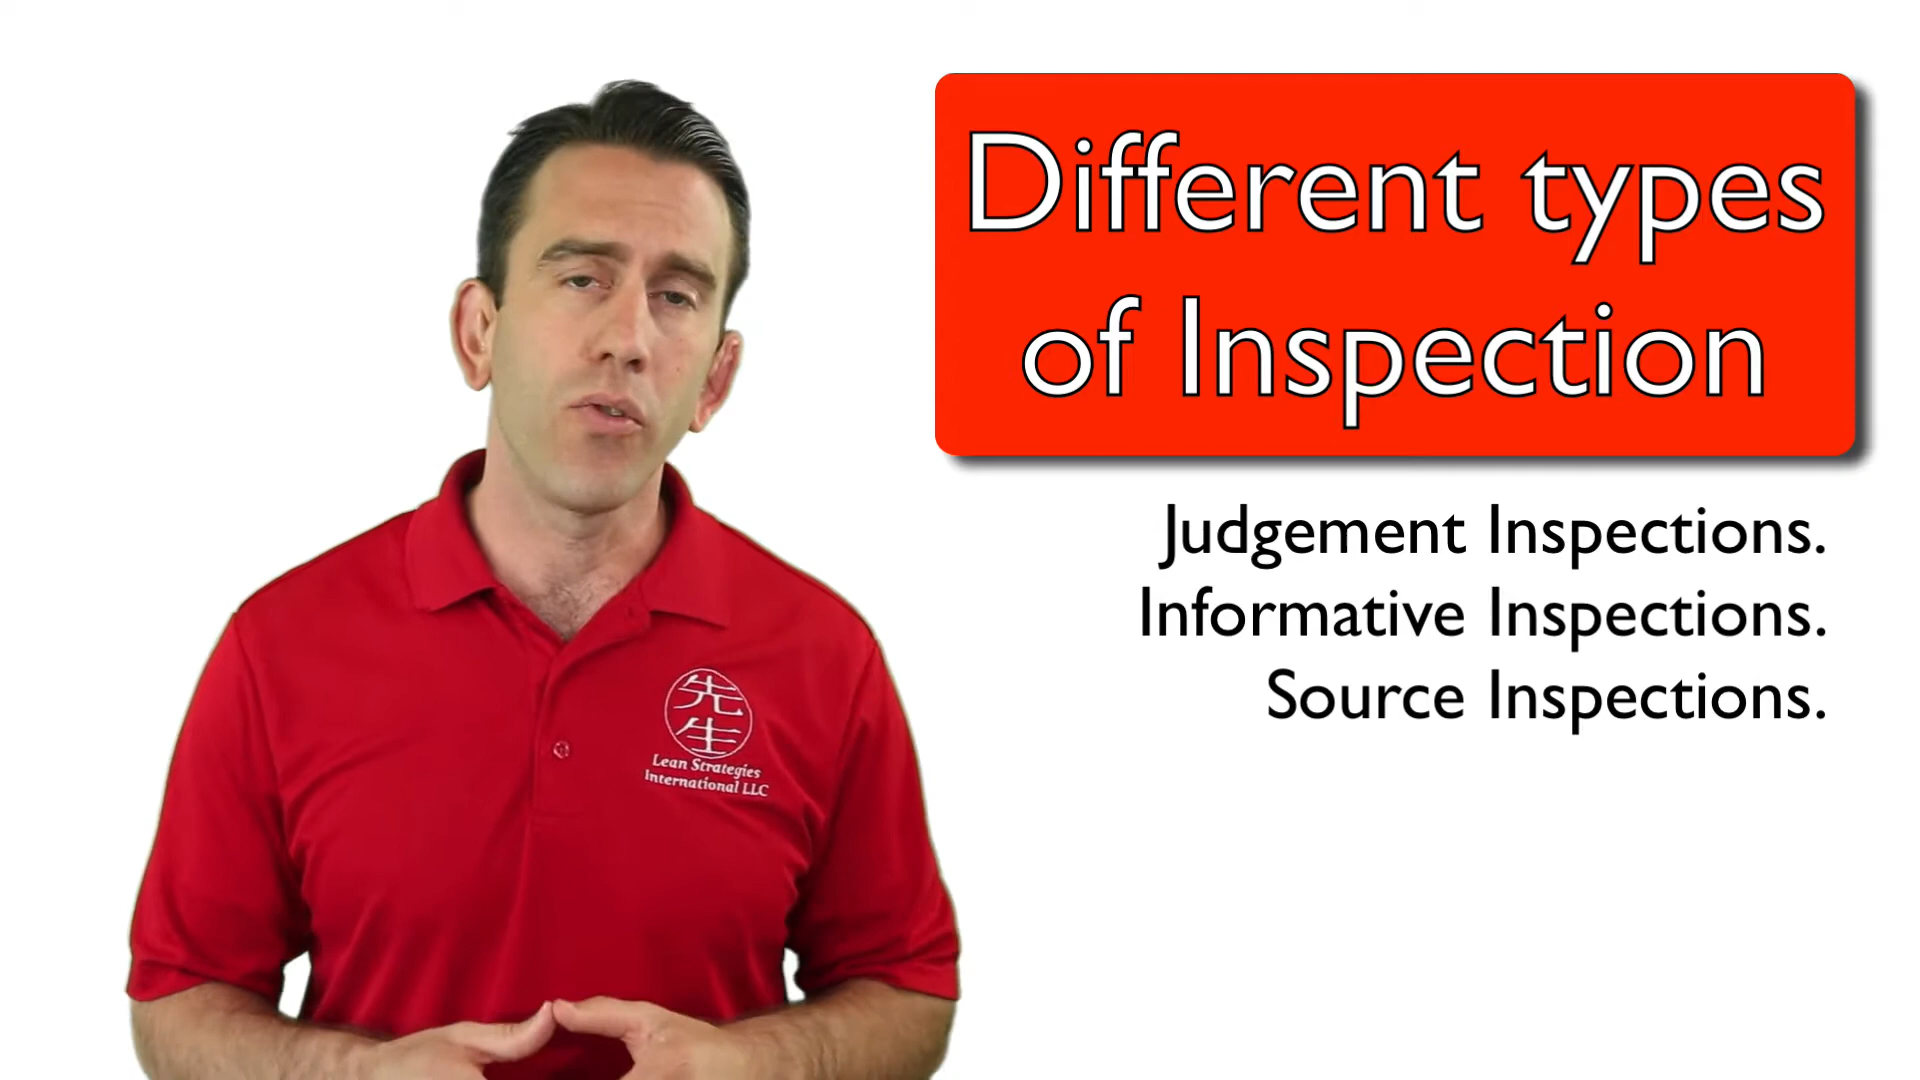 Different types
of Inspection
Judgement Inspections.
Informative Inspections.
Source Inspections.
先
生
Lean Strategies
International LLC